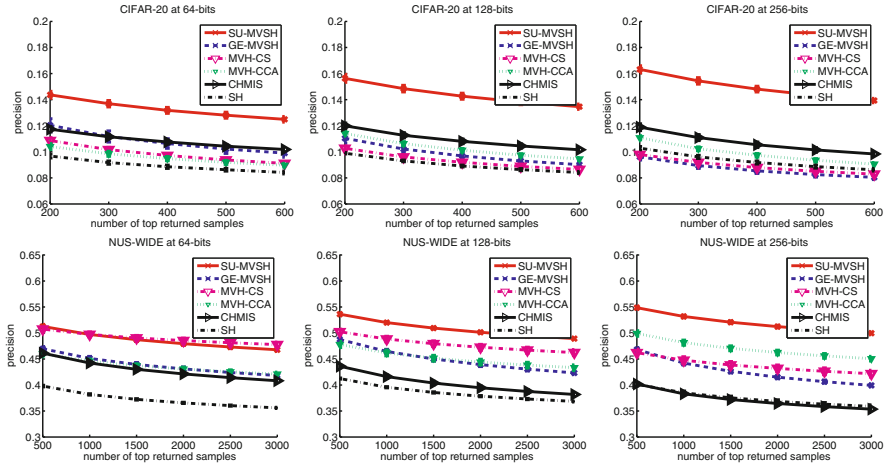 CIFAR-20 at 64-bits
precision
0.2
0.18
0.16
0.14
0.12
0.1
0.08
0.06
200 300 400 500 600
number of top returned samples
SU-MVSH
GE-MVSH
MVH-CS
MVH-CCA
CHMIS
SH
CIFAR-20 at 128-bits
precision
0.2
0.18
0.16
0.14
0.12
0.1
0.08
0.06
200 300 400 500 600
number of top returned samples
SU-MVSH
GE-MVSH
MVH-CS
MVH-CCA
CHMIS
SH
CIFAR-20 at 256-bits
precision
0.2
0.18
0.16
0.14
0.12
0.1
0.08
0.06
200 300 400 500 600
number of top returned samples
SU-MVSH
GE-MVSH
MVH-CS
MVH-CCA
CHMIS
SH
NUS-WIDE at 64-bits
precision
0.65
0.6
0.55
0.5
0.45
0.4
0.35
0.3
500 1000 1500 2000 2500 3000
number of top returned samples
SU-MVSH
GE-MVSH
MVH-CS
MVH-CCA
CHMIS
SH
NUS-WIDE at 128-bits
precision
0.65
0.6
0.55
0.5
0.45
0.4
0.35
0.3
500 1000 1500 2000 2500 3000
number of top returned samples
SU-MVSH
GE-MVSH
MVH-CS
MVH-CCA
CHMIS
SH
NUS-WIDE at 256-bits
precision
0.65
0.6
0.55
0.5
0.45
0.4
0.35
0.3
500 1000 1500 2000 2500 3000
number of top returned samples
SU-MVSH
GE-MVSH
MVH-CS
MVH-CCA
CHMIS
SH